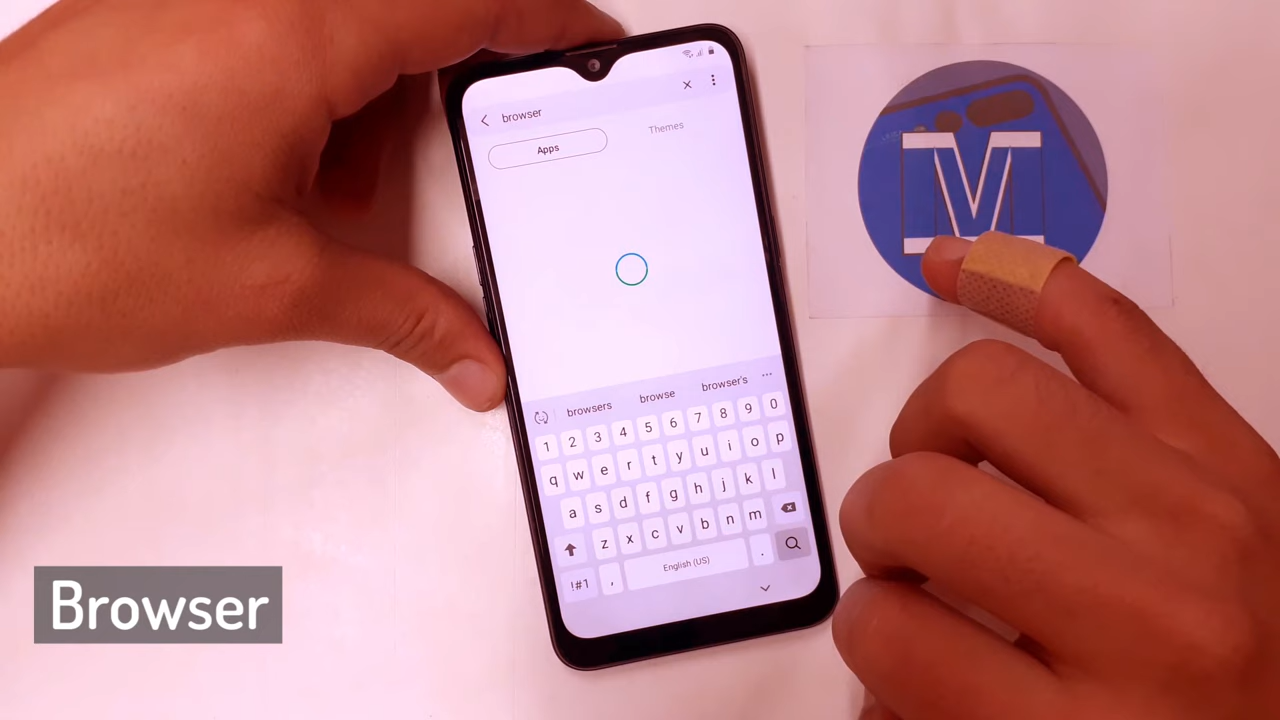 browser
Apps
Themes
browsers browse browser's
1 2 3 4 5 6 7 8 9 0
q w e r t y u i o p
a s d f g h j k l
z x c v b n m
!#1 , English (US) .
M
Browser